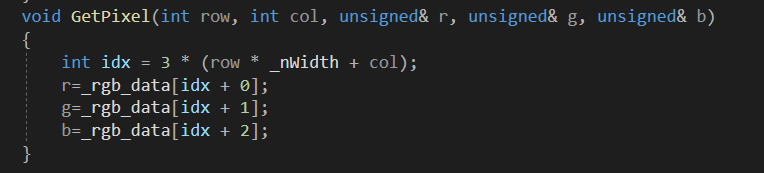 void GetPixel(int row, int col, unsigned& r, unsigned& g, unsigned& b)
{
    int idx = 3 * (row * _nWidth + col);
    r=_rgb_data[idx + 0];
    g=_rgb_data[idx + 1];
    b=_rgb_data[idx + 2];
}